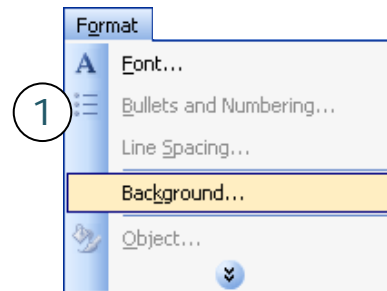 Format
A Font...
1 Bullets and Numbering...
Line Spacing...
Background...
Object...